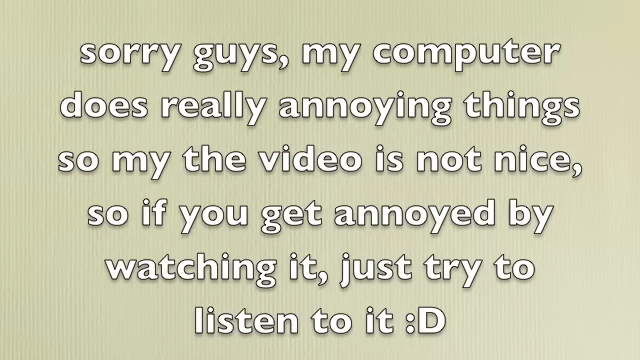 sorry guys, my computer
does really annoying things
so my the video is not nice,
so if you get annoyed by
watching it, just try to
listen to it :D